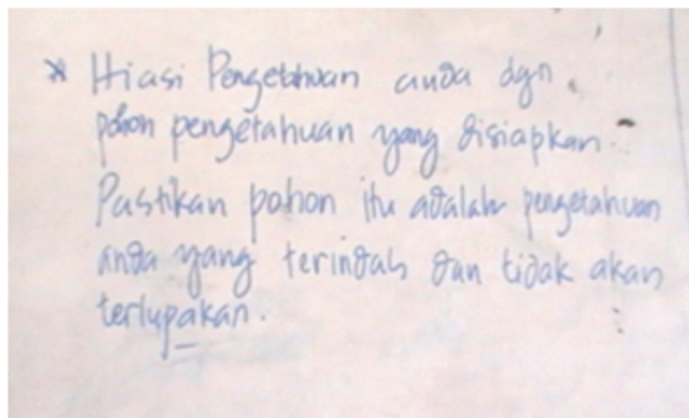 * Hiasi Pengetahuan anda dgn
pohon pengetahuan yang disiapkan.
Pastikan pohon itu adalah pengetahuan
anda yang terindah dan tidak akan
terlupakan.